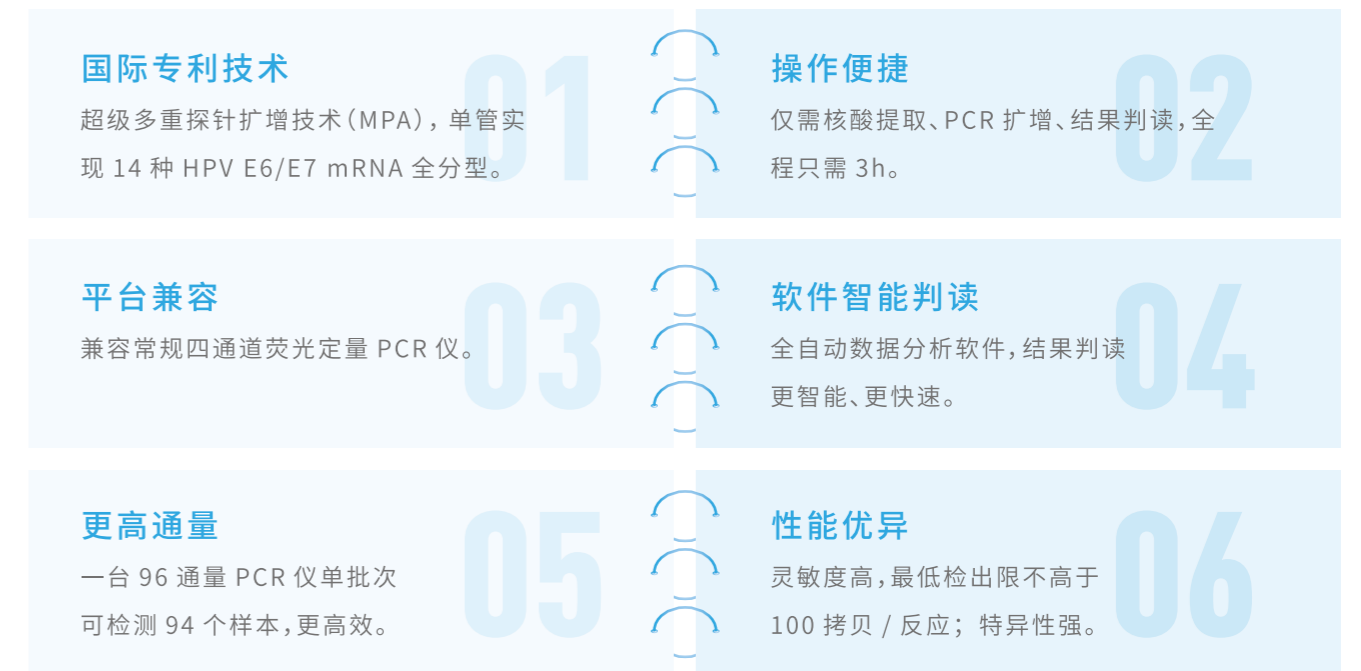 01
国际专利技术
超级多重探针扩增技术(MPA),单管实
现 14 种 HPV E6/E7 mRNA 全分型。
02
操作便捷
仅需核酸提取、PCR 扩增、结果判读,全
程只需 3h。
03
平台兼容
兼容常规四通道荧光定量 PCR 仪。
04
软件智能判读
全自动数据分析软件,结果判读
更智能、更快速。
05
更高通量
一台 96 通量 PCR 仪单批次
可检测 94 个样本,更高效。
06
性能优异
灵敏度高,最低检出限不高于
100 拷贝 / 反应;特异性强。